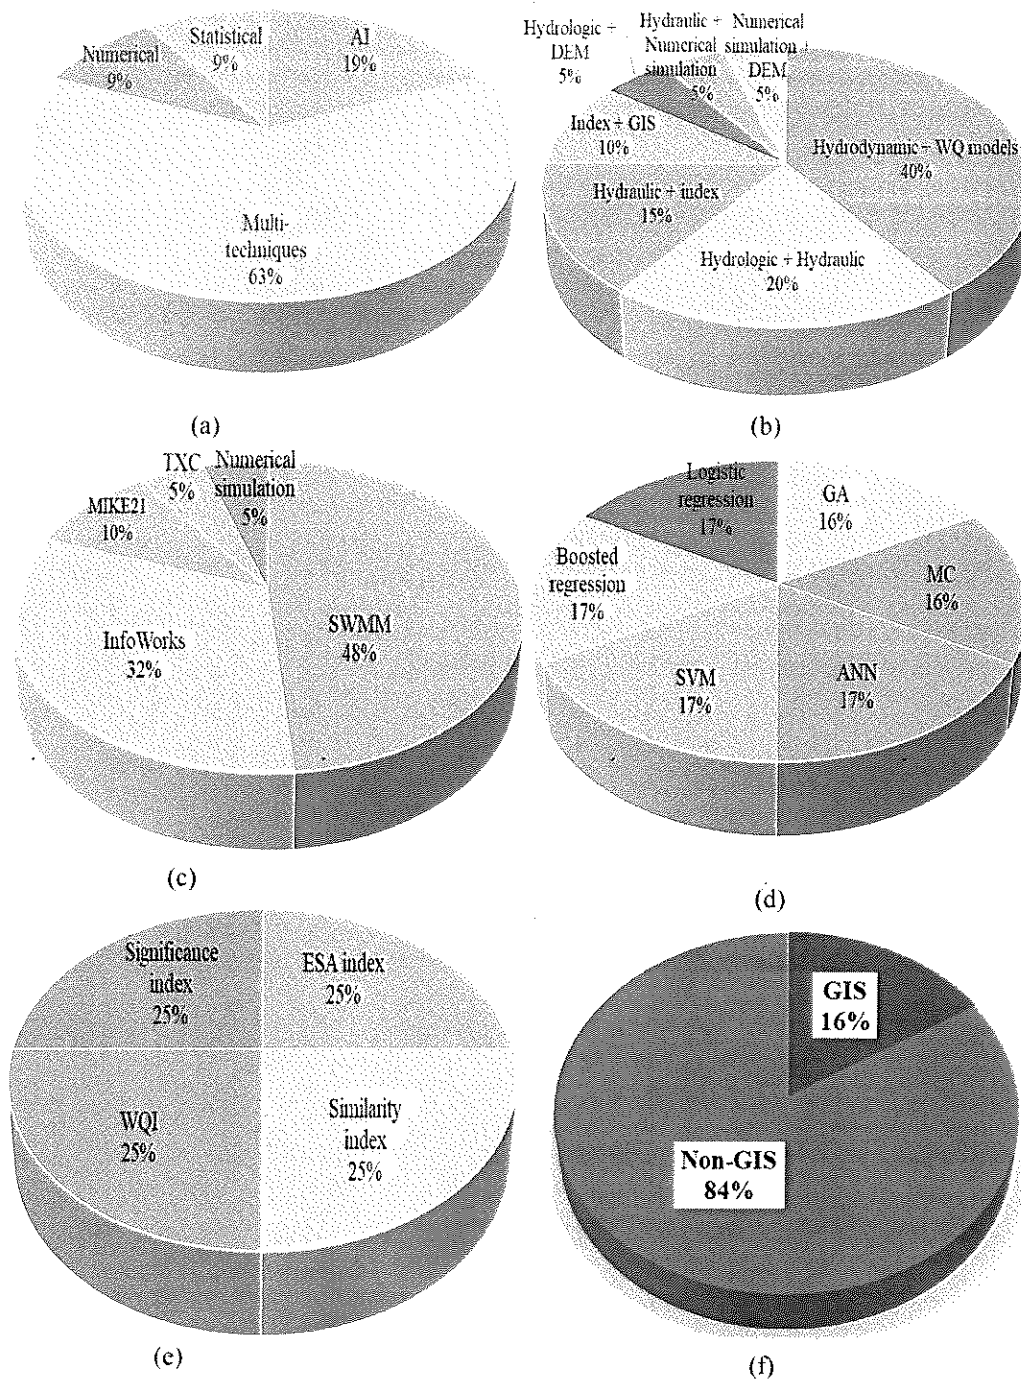 Numerical
9%
Statistical
9%
AI
19%
Multi-
techniques
63%
(a)
Hydrologic +
DEM
5%
Hydraulic +
Numerical
simulation
5%
Numerical
simulation +
DEM
5%
Index + GIS
10%
Hydrodynamic + WQ models
40%
Hydraulic + index
15%
Hydrologic + Hydraulic
20%
(b)
TXC
5%
Numerical
simulation
5%
MIKE21
10%
InfoWorks
32%
SWMM
48%
(c)
Logistic
regression
17%
GA
16%
Boosted
regression
17%
MC
16%
SVM
17%
ANN
17%
(d)
Significance
index
25%
ESA index
25%
WQI
25%
Similarity
index
25%
(e)
GIS
16%
Non-GIS
84%
(f)